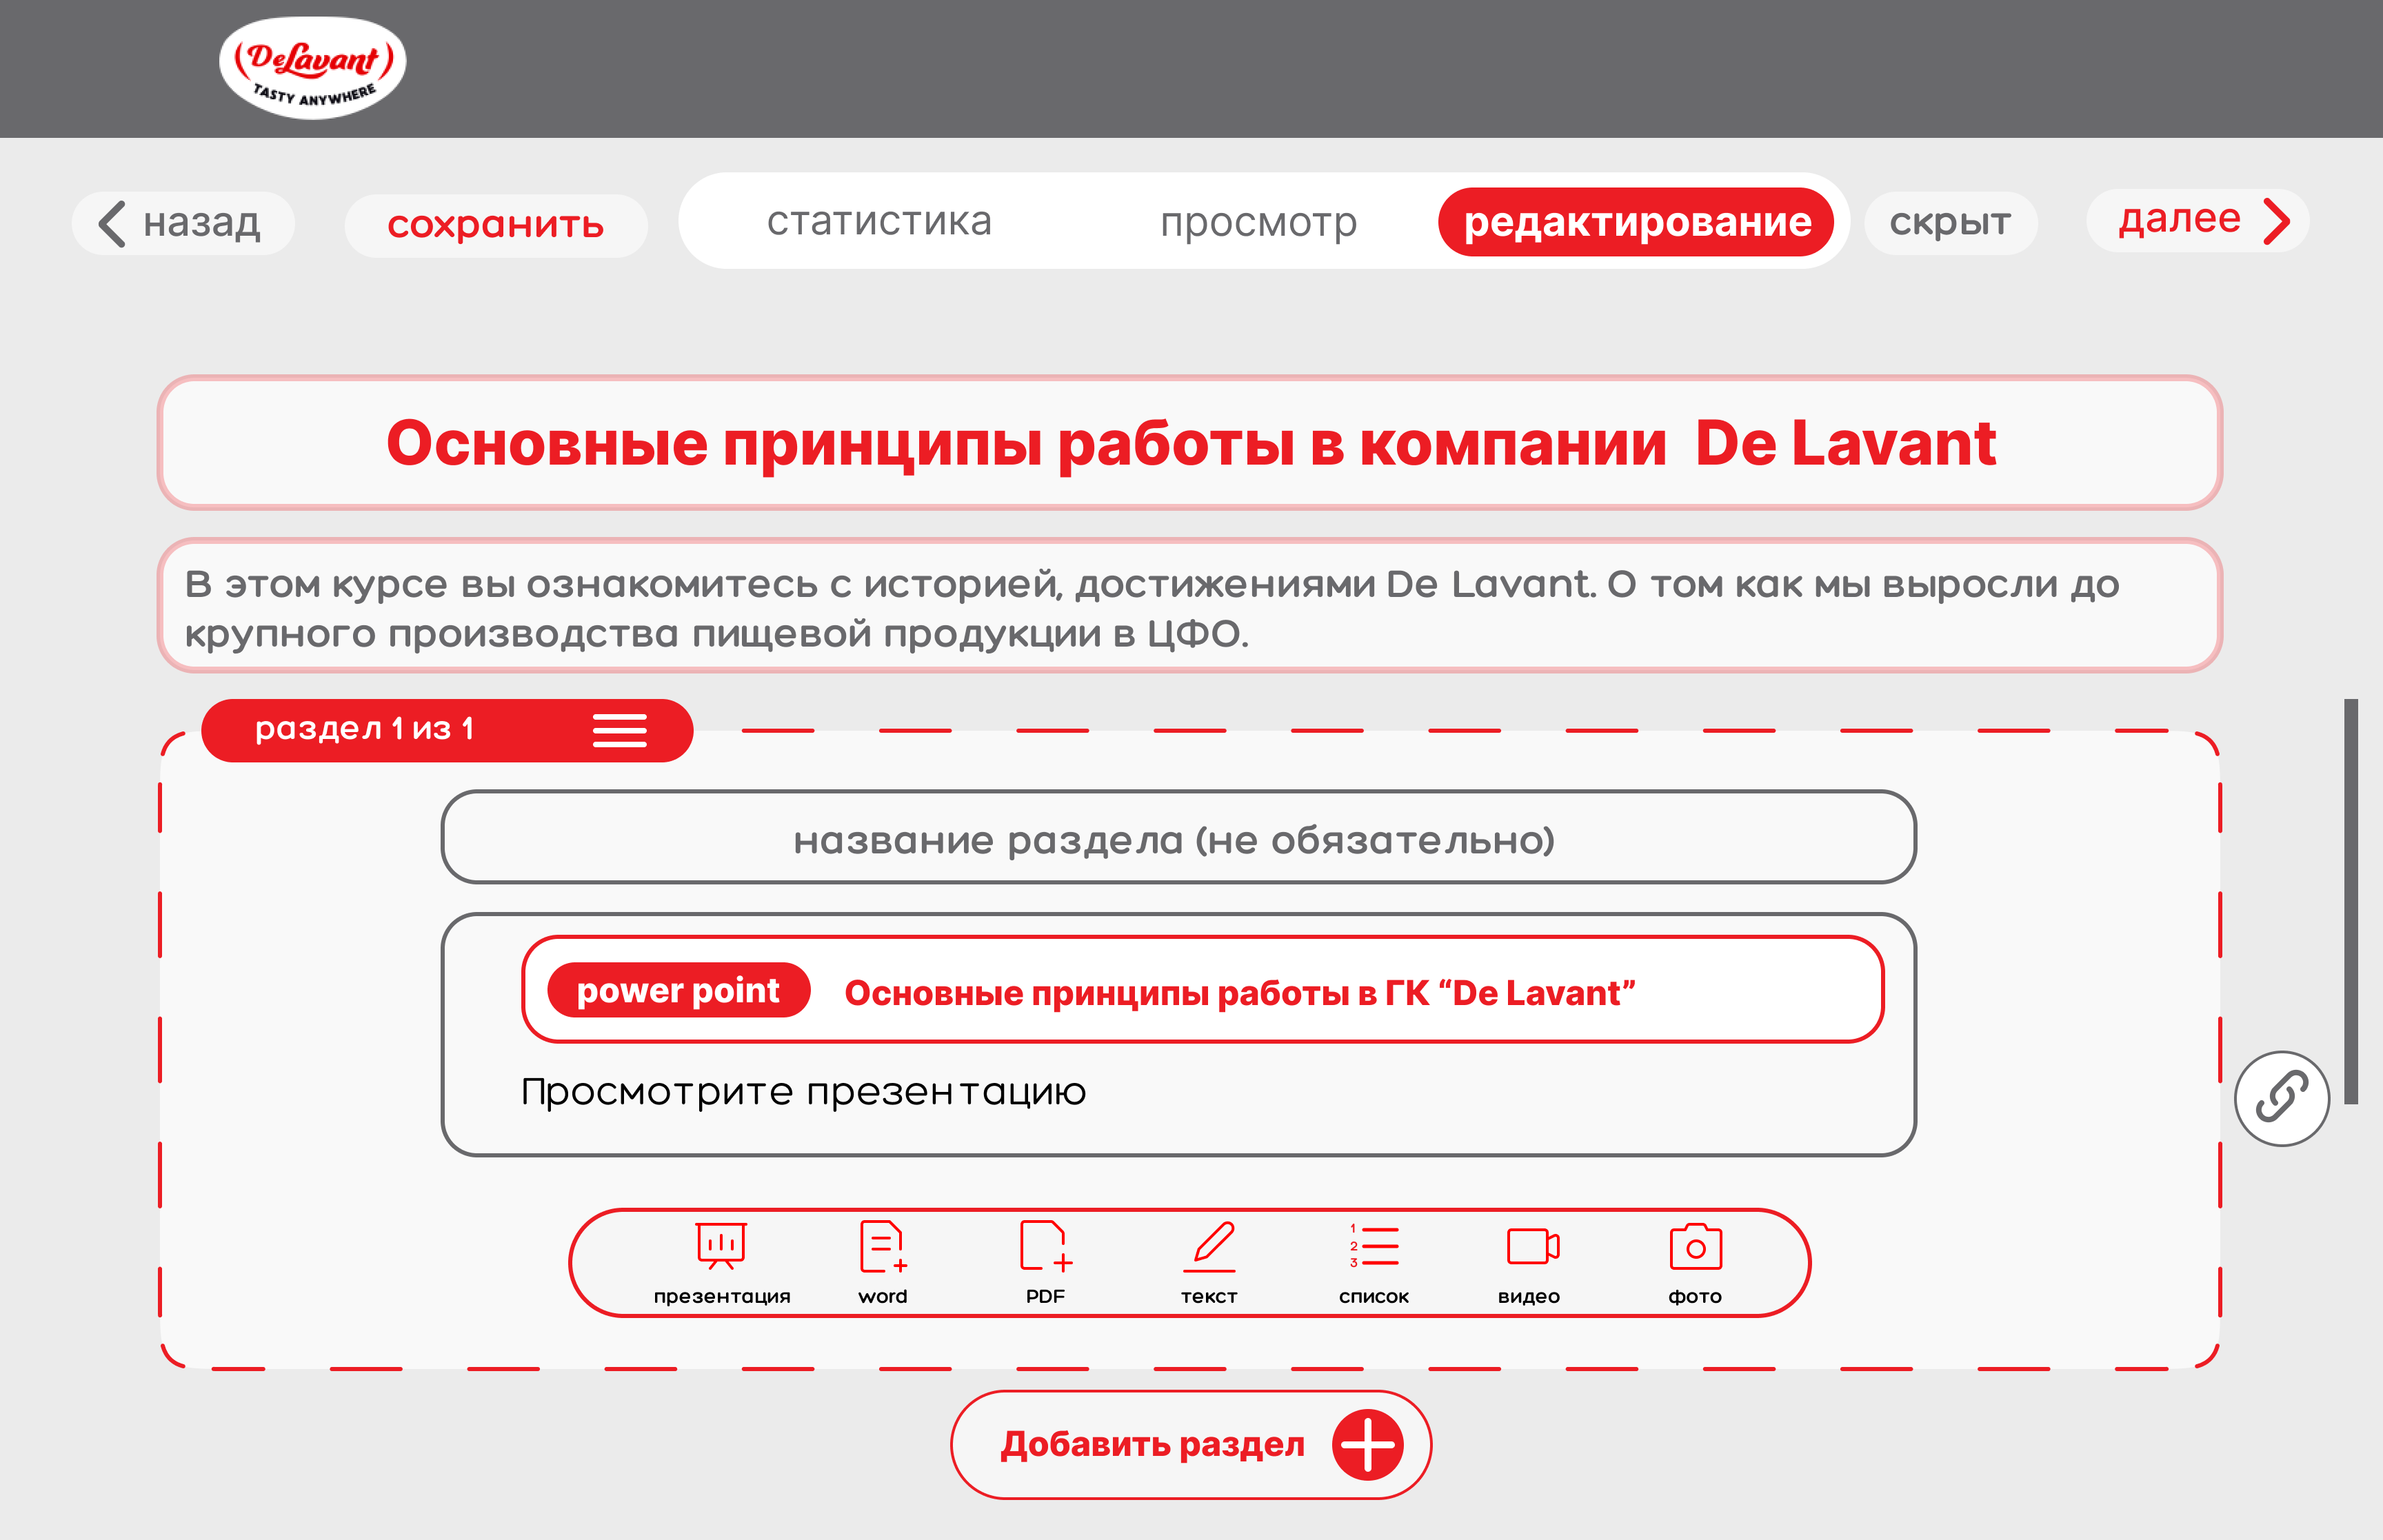 DeLavant
TASTY ANYWHERE
назад
сохранить
статистика
просмотр
редактирование
скрыт
далее
Основные принципы работы в компании De Lavant
В этом курсе вы ознакомитесь с историей, достижениями De Lavant. О том как мы выросли до
крупного производства пищевой продукции в ЦФО.
раздел 1 из 1
название раздела (не обязательно)
power point
Основные принципы работы в ГК “De Lavant”
Просмотрите презентацию
1
2
3
презентация
word
PDF
текст
список
видео
фото
Добавить раздел